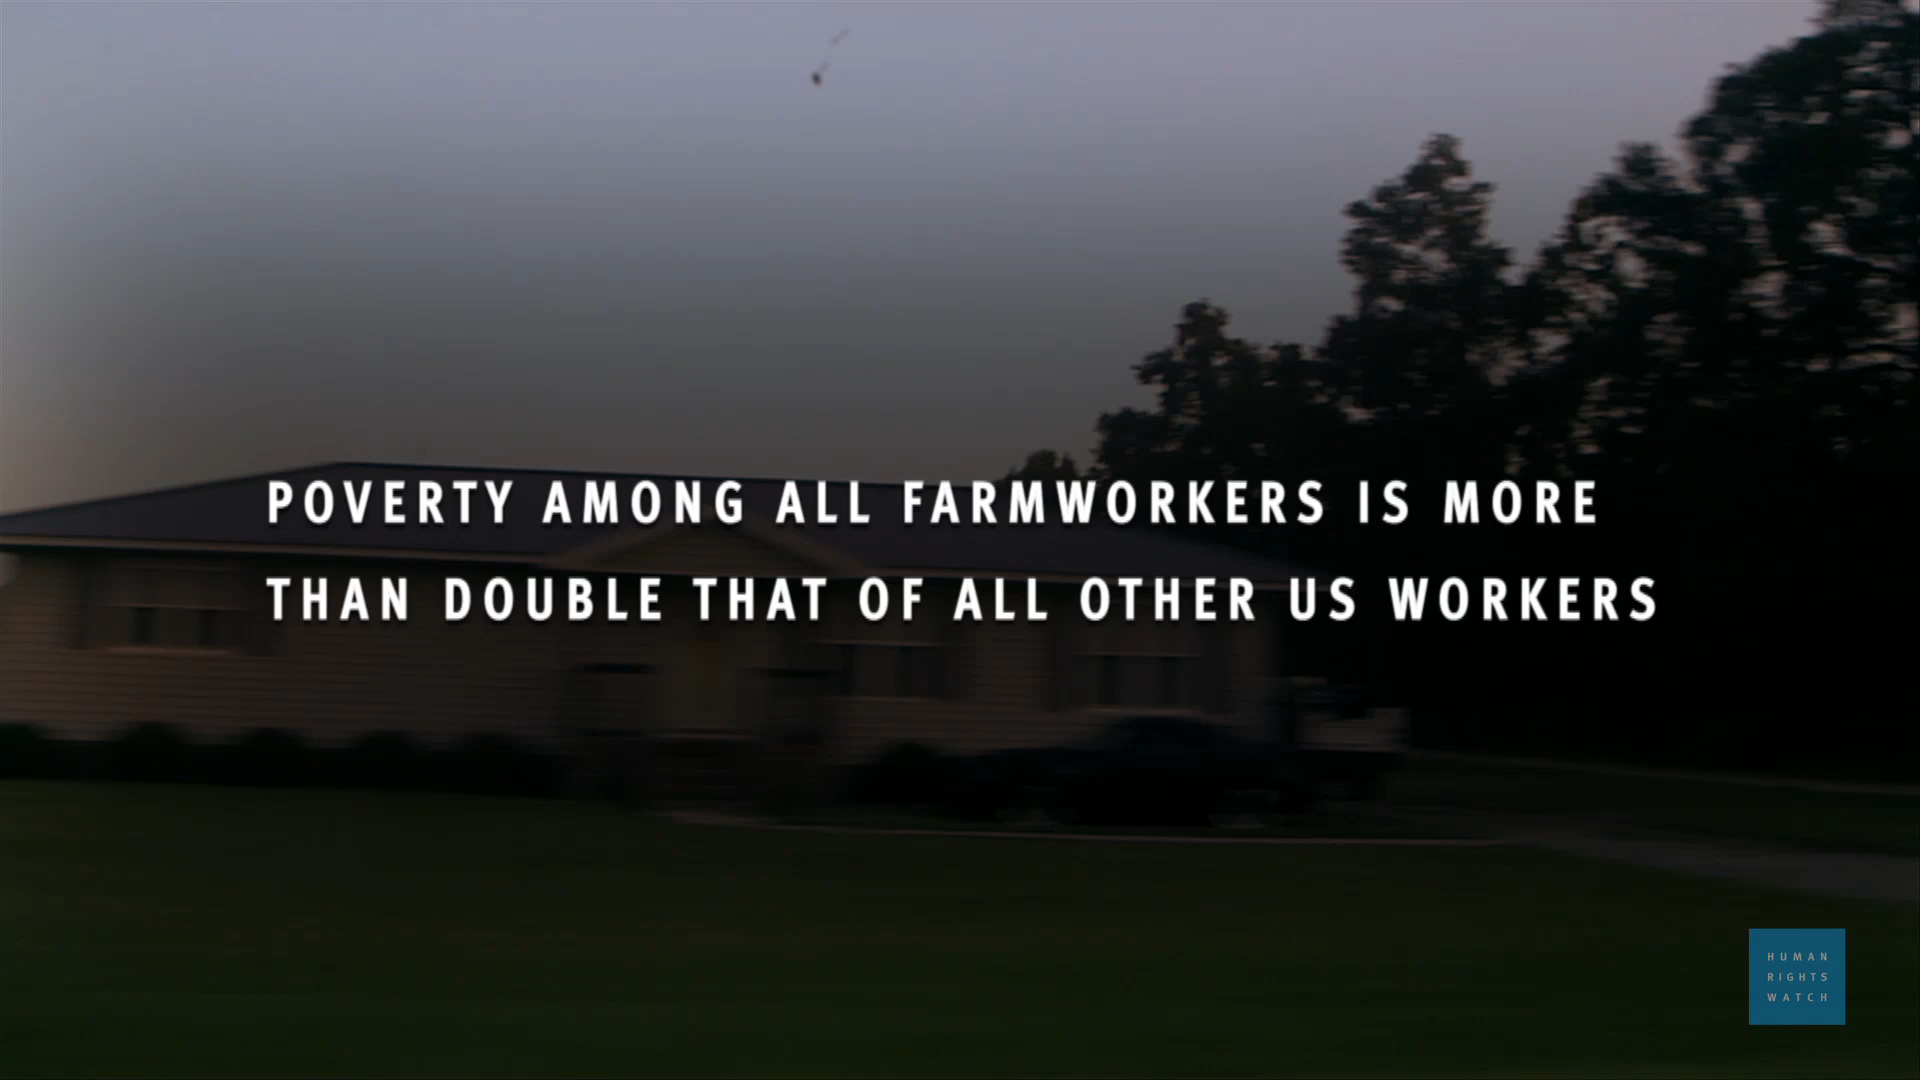 POVERTY AMONG ALL FARMWORKERS IS MORE
THAN DOUBLE THAT OF ALL OTHER US WORKERS
HUMAN
RIGHTS
WATCH